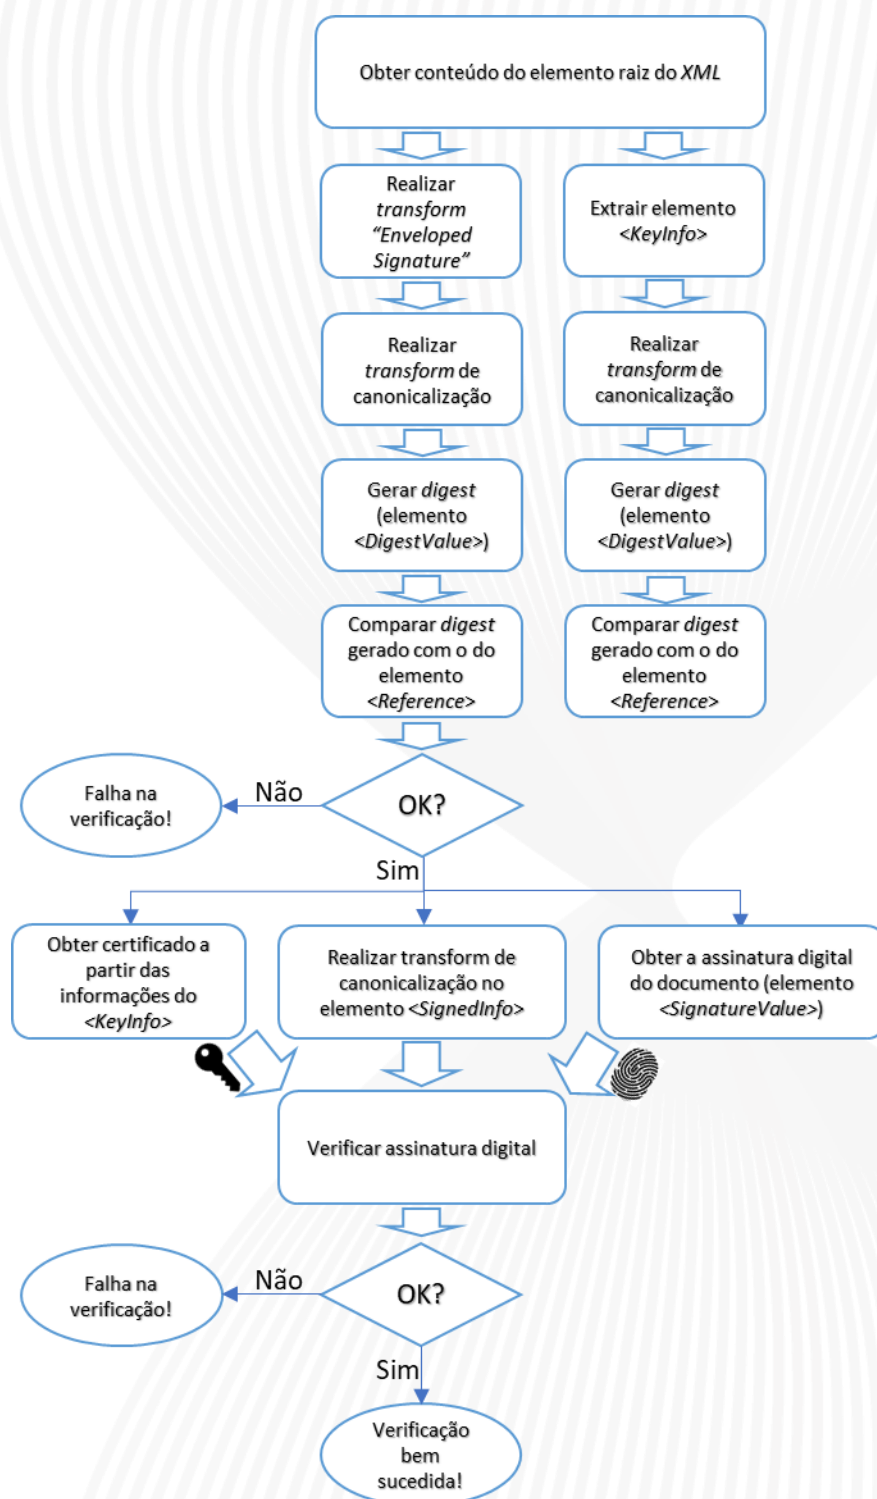 Obter conteúdo do elemento raiz do XML
Realizar
transform
“Enveloped
Signature”
Extrair elemento
<KeyInfo>
Realizar
transform de
canonicalização
Realizar
transform de
canonicalização
Gerar digest
(elemento
<DigestValue>)
Gerar digest
(elemento
<DigestValue>)
Comparar digest
gerado com o do
elemento
<Reference>
Comparar digest
gerado com o do
elemento
<Reference>
OK?
Não
Falha na
verificação!
Sim
Obter certificado a
partir das
informações do
<KeyInfo>
Realizar transform de
canonicalização no
elemento <SignedInfo>
Obter a assinatura digital
do documento (elemento
<SignatureValue>)
Verificar assinatura digital
OK?
Não
Falha na
verificação!
Sim
Verificação
bem
sucedida!